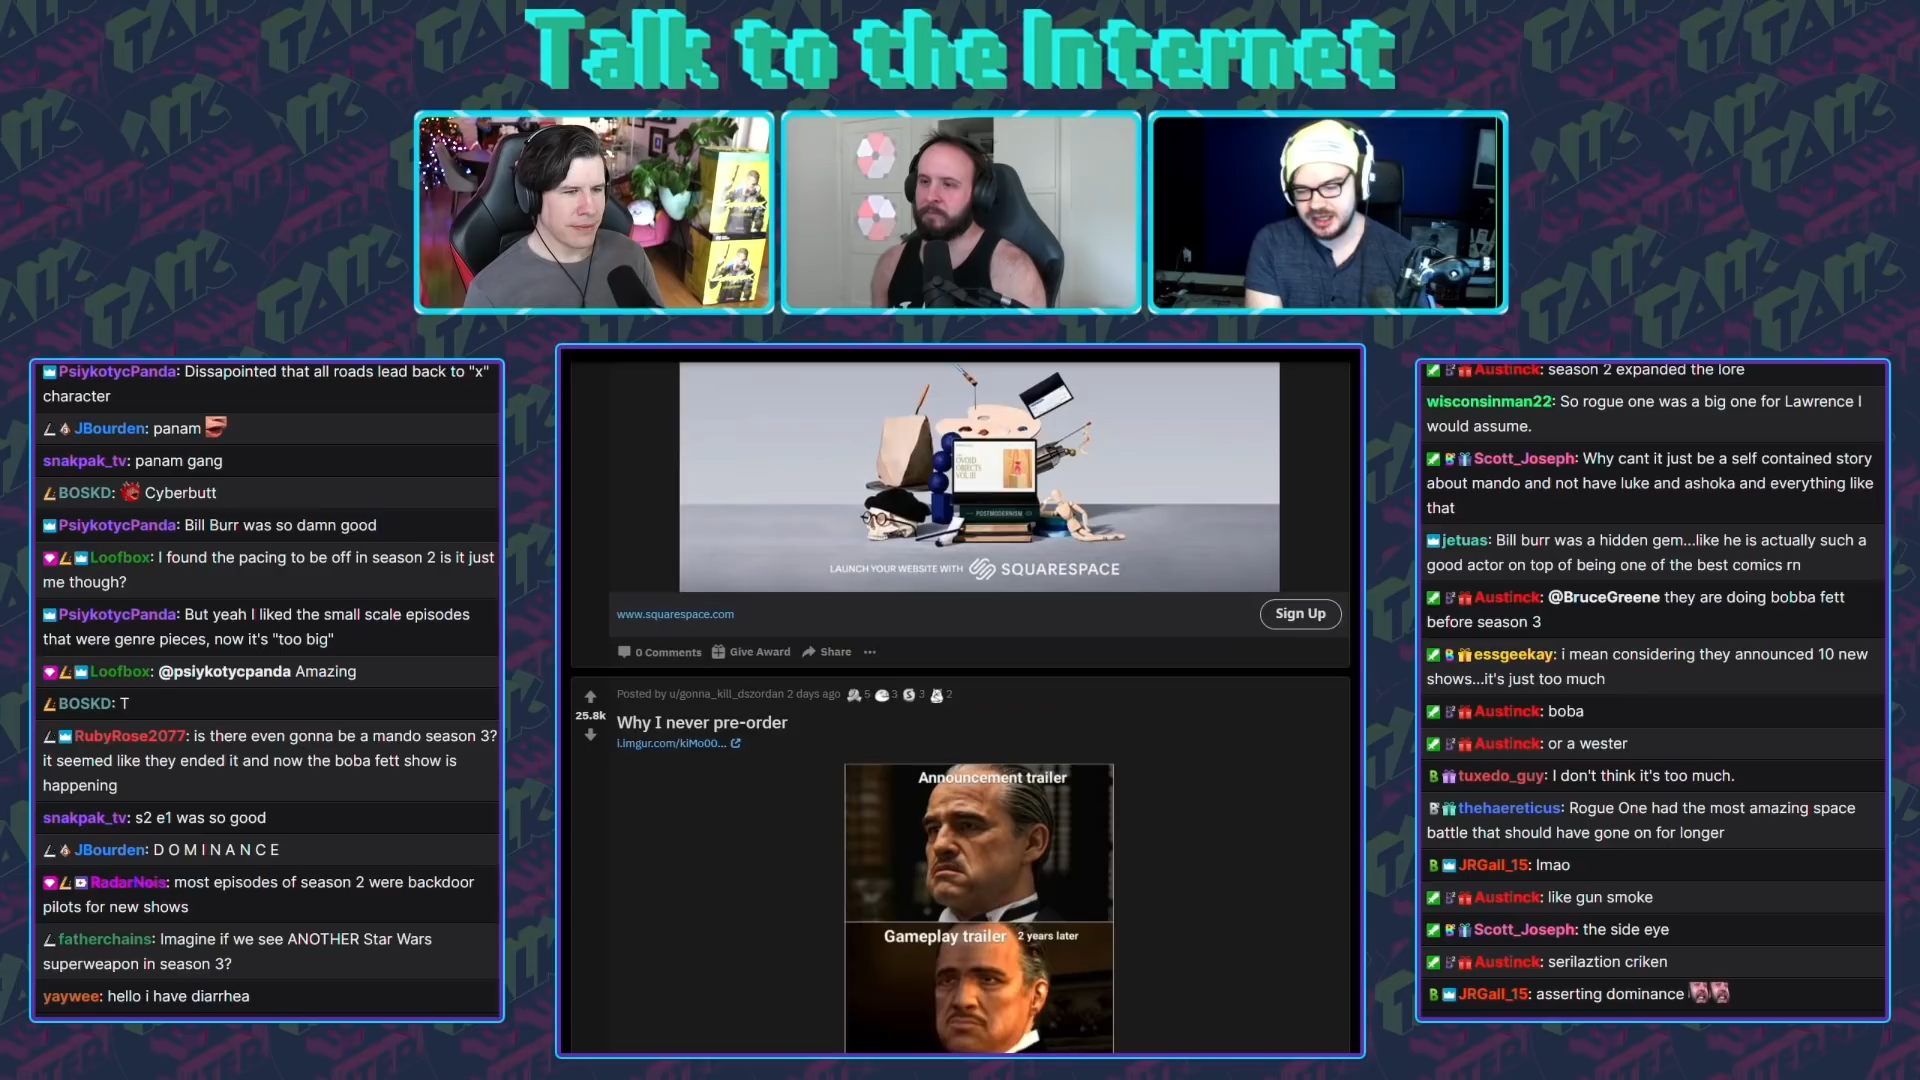 Talk to the Internet
PsiykotycPanda: Dissapointed that all roads lead back to "x"
character
JBourden: panam
snakpak_tv: panam gang
BOSKD: Cyberbutt
PsiykotycPanda: Bill Burr was so damn good
Loofbox: I found the pacing to be off in season 2 is it just
me though?
PsiykotycPanda: But yeah I liked the small scale episodes
that were genre pieces, now it's "too big"
Loofbox: @psiykotycpanda Amazing
BOSKD: T
RubyRose2077: is there even gonna be a mando season 3?
it seemed like they ended it and now the boba fett show is
happening
snakpak_tv: s2 e1 was so good
JBourden: D O M I N A N C E
RadarNois: most episodes of season 2 were backdoor
pilots for new shows
fatherchains: Imagine if we see ANOTHER Star Wars
superweapon in season 3?
yaywee: hello i have diarrhea
OVOID
OBJECTS
VOL III
POSTMODERNISM
LAUNCH YOUR WEBSITE WITH SQUARESPACE
www.squarespace.com
Sign Up
0 Comments Give Award Share ...
Posted by u/gonna_kill_dszordan 2 days ago 5 3 3 2
25.8k
Why I never pre-order
i.imgur.com/kiMo00...
Announcement trailer
Gameplay trailer 2 years later
Austinck: season 2 expanded the lore
wisconsinman22: So rogue one was a big one for Lawrence I
would assume.
Scott_Joseph: Why cant it just be a self contained story
about mando and not have luke and ashoka and everything like
that
jetuas: Bill burr was a hidden gem...like he is actually such a
good actor on top of being one of the best comics rn
Austinck: @BruceGreene they are doing bobba fett
before season 3
essgeekay: i mean considering they announced 10 new
shows...it's just too much
Austinck: boba
Austinck: or a wester
tuxedo_guy: I don't think it's too much.
thehaereticus: Rogue One had the most amazing space
battle that should have gone on for longer
JRGall_15: lmao
Austinck: like gun smoke
Scott_Joseph: the side eye
Austinck: serilaztion criken
JRGall_15: asserting dominance